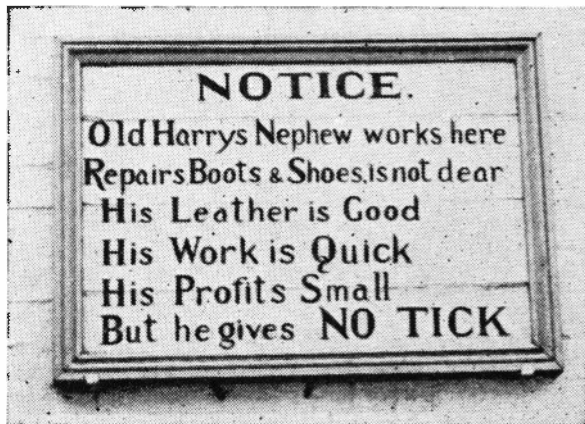 NOTICE.
Old Harrys Nephew works here
Repairs Boots & Shoes, is not dear
His Leather is Good
His Work is Quick
His Profits Small
But he gives NO TICK